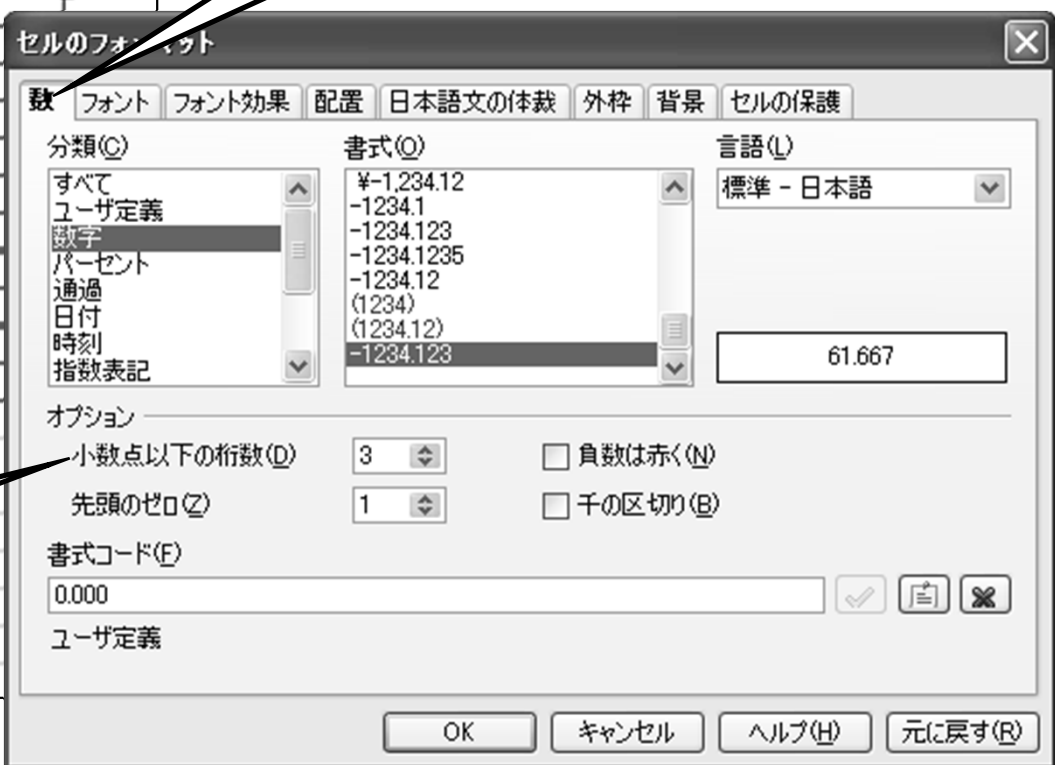 セルのフォーマット
数 フォント フォント効果 配置 日本語文の体裁 外枠 背景 セルの保護
分類(C)
すべて
ユーザ定義
数字
パーセント
通過
日付
時刻
指数表記
書式(O)
¥-1,234.12
-1234.1
-1234.123
-1234.1235
-1234.12
(1234)
(1234.12)
-1234.123
言語(L)
標準 - 日本語
61.667
オプション
小数点以下の桁数(D) 3 負数は赤く(N)
先頭のゼロ(Z) 1 千の区切り(B)
書式コード(F)
0.000
ユーザ定義
OK キャンセル ヘルプ(H) 元に戻す(R)